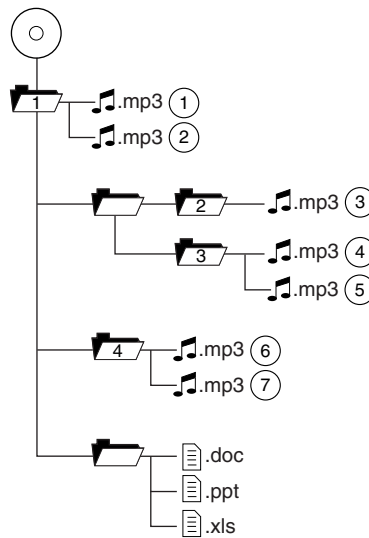 1 .mp3 1
.mp3 2
2 .mp3 3
3 .mp3 4
.mp3 5
4 .mp3 6
.mp3 7
.doc
.ppt
.xls